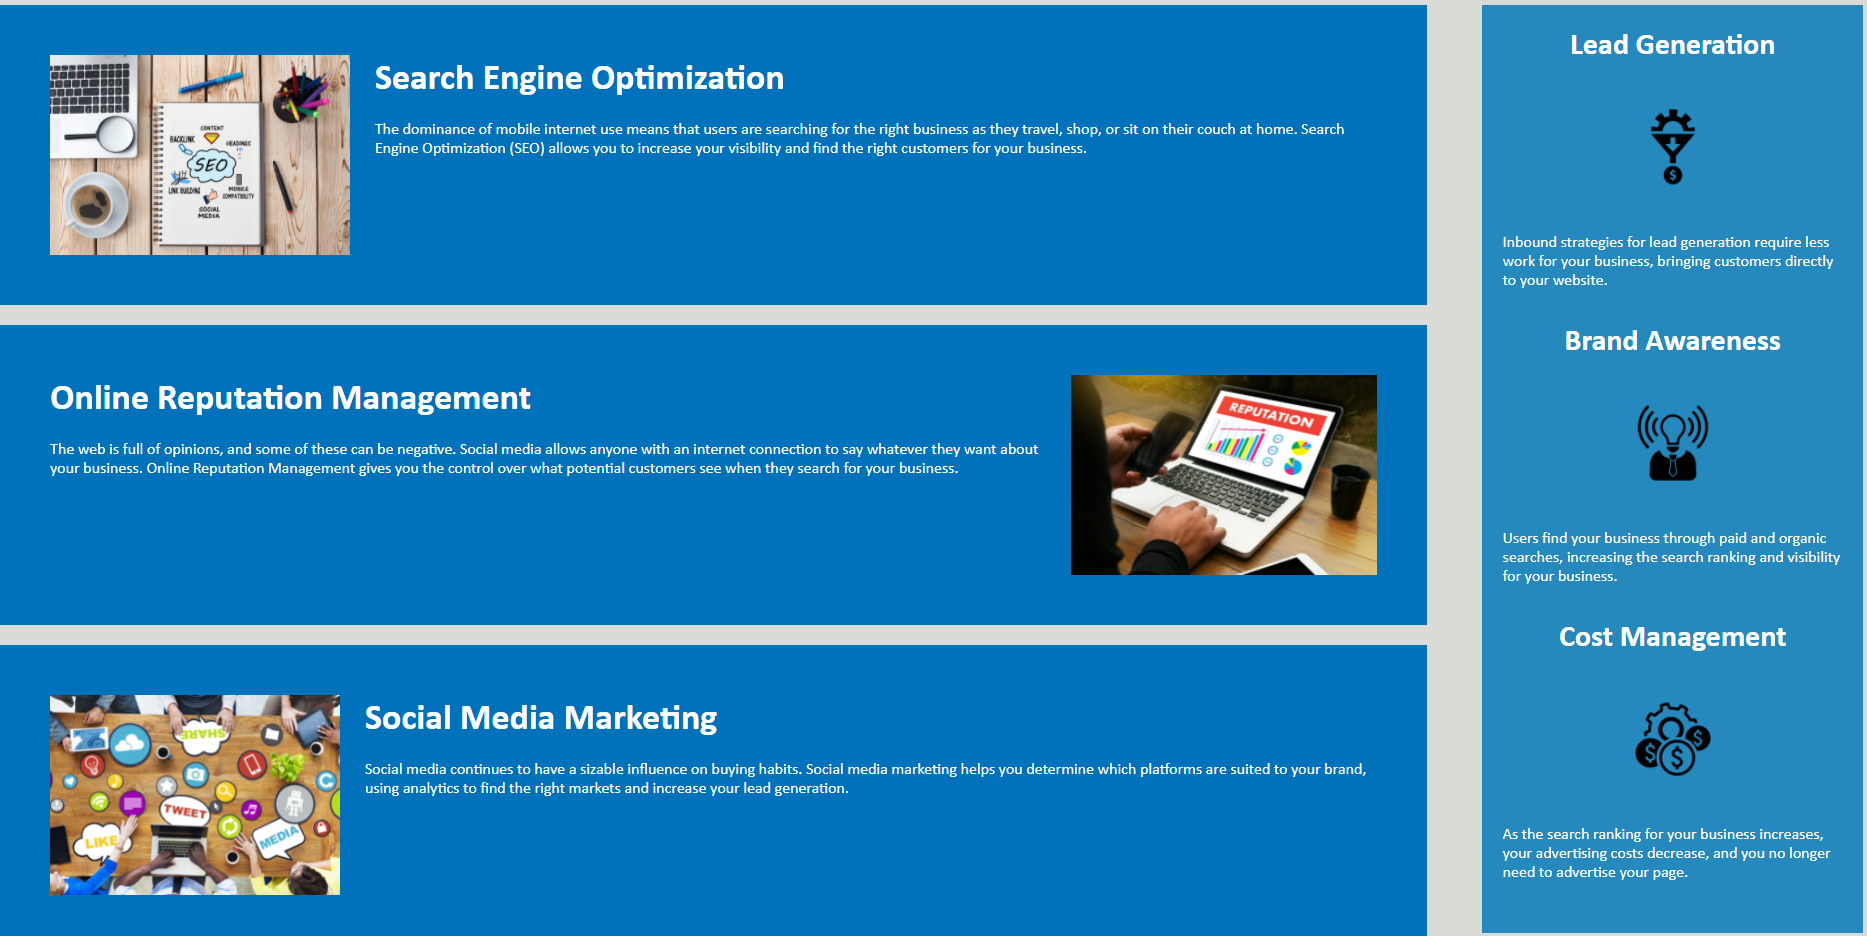 Search Engine Optimization
The dominance of mobile internet use means that users are searching for the right business as they travel, shop, or sit on their couch at home. Search
Engine Optimization (SEO) allows you to increase your visibility and find the right customers for your business.
CONTENT
BACKLINK
HEADINGS
SEO
LINK BUILDING
MOBILE
COMPATIBILITY
SOCIAL
MEDIA
Online Reputation Management
The web is full of opinions, and some of these can be negative. Social media allows anyone with an internet connection to say whatever they want about
your business. Online Reputation Management gives you the control over what potential customers see when they search for your business.
REPUTATION
Social Media Marketing
Social media continues to have a sizable influence on buying habits. Social media marketing helps you determine which platforms are suited to your brand,
using analytics to find the right markets and increase your lead generation.
SHARE
TWEET
LIKE
MEDIA
Lead Generation
$
Inbound strategies for lead generation require less
work for your business, bringing customers directly
to your website.
Brand Awareness
Users find your business through paid and organic
searches, increasing the search ranking and visibility
for your business.
Cost Management
$ $ $
As the search ranking for your business increases,
your advertising costs decrease, and you no longer
need to advertise your page.